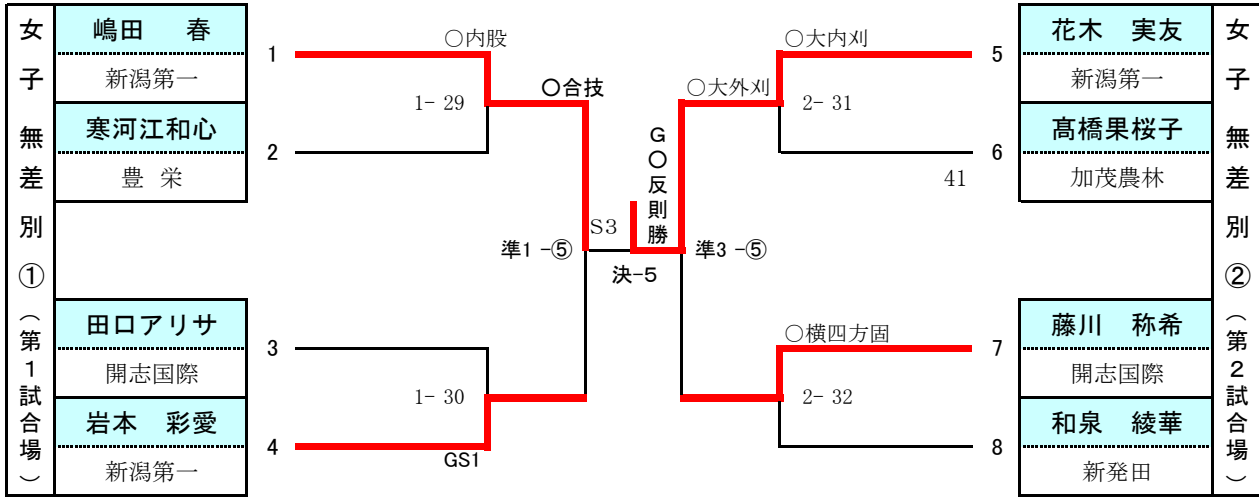 女子無差別①（第1試合場）
嶋田 春
新潟第一
寒河江和心
豊 栄
田口アリサ
開志国際
岩本 彩愛
新潟第一
1
2
3
4
○内股
1- 29
○合技
準1 -⑤
1- 30
GS1
S3
決-5
G○反則勝
○大外刈
○大内刈
2- 31
41
準3 -⑤
○横四方固
2- 32
5
6
7
8
花木 実友
新潟第一
髙橋果桜子
加茂農林
藤川 称希
開志国際
和泉 綾華
新発田
女子無差別②（第2試合場）